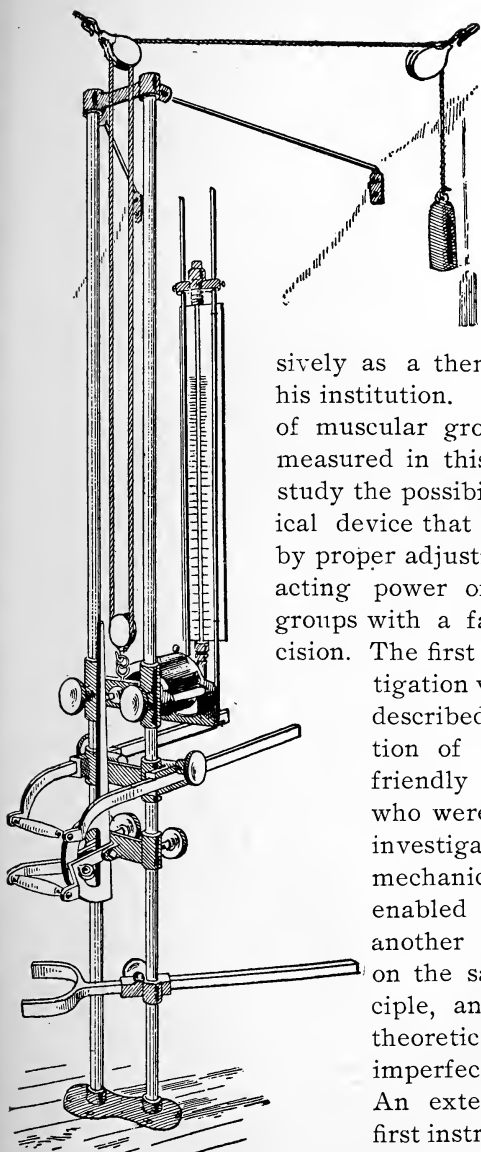 sively as a ther
his institution.
of muscular gro
measured in this
study the possibi
ical device that
by proper adjust
acting power o
groups with a fa
cision. The first
tigation v
described
tion of
friendly
who were
investiga
mechanic
enabled
another
on the sa
ciple, an
theoretic
imperfec
An exte
first instr